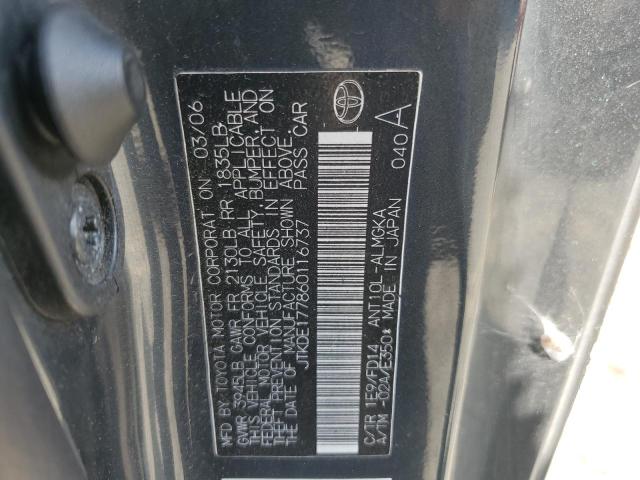 MFD BY: TOYOTA MOTOR CORPORATION 03/06
GVWR 3945LB GAWR FR 2130LB RR 1835LB
THIS VEHICLE CONFORMS TO ALL APPLICABLE
FEDERAL MOTOR VEHICLE SAFETY, BUMPER, AND
THEFT PREVENTION STANDARDS IN EFFECT ON
THE DATE OF MANUFACTURE SHOWN ABOVE.
JTKDE177860116737 PASS CAR
C/TR 1E9/FD14 ANT10L-ALMGKA
A/TM -02A/E350* MADE IN JAPAN 040 A